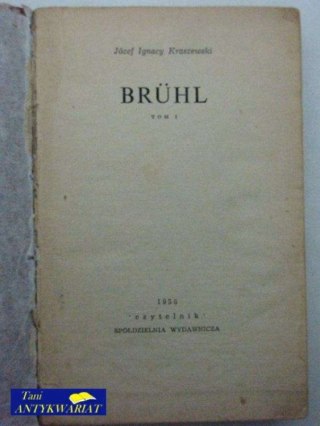 Józef Ignacy Kraszewski
BRÜHL
TOM I
1956
czytelnik
SPÓŁDZIELNIA WYDAWNICZA
Tani
ANTYKWARIAT